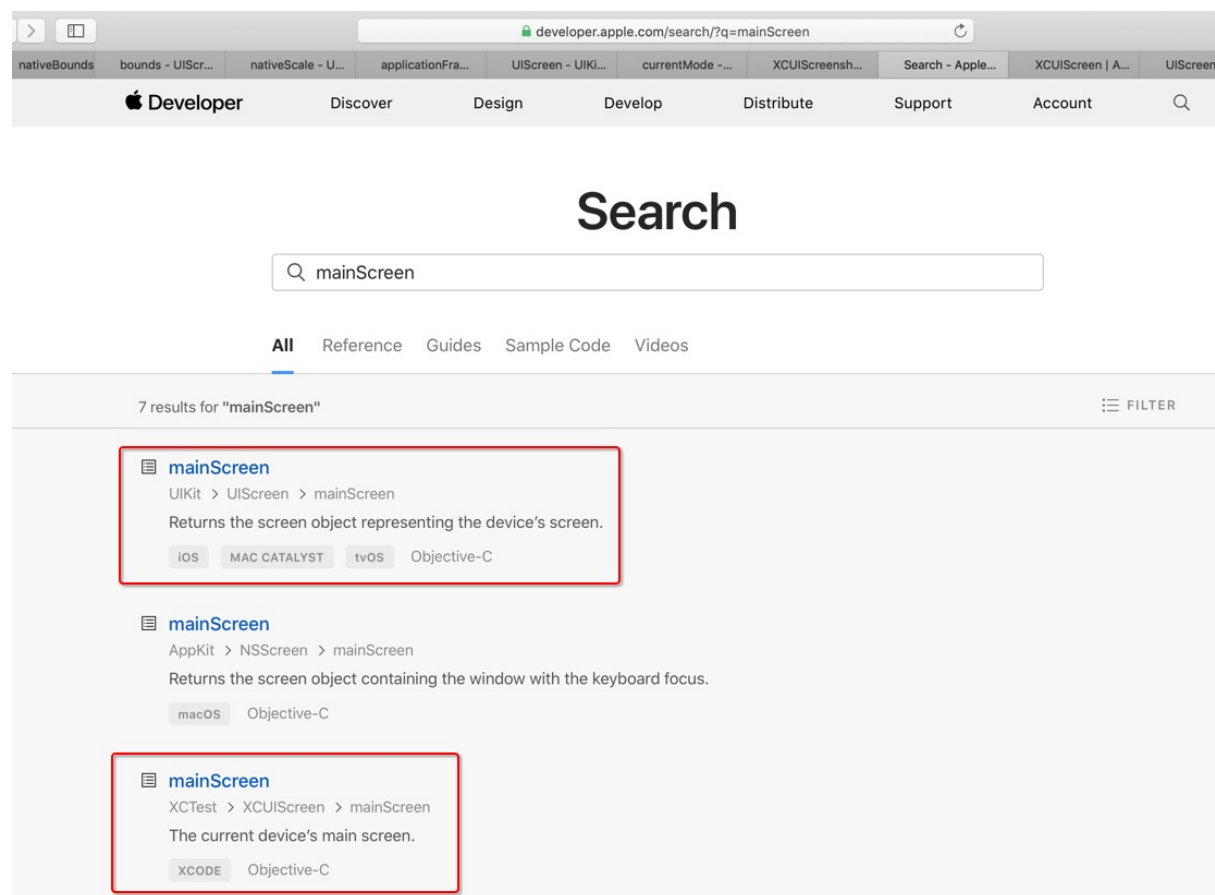 developer.apple.com/search/?q=mainScreen
nativeBounds bounds - UIScr... nativeScale - U... applicationFra... UIScreen - UIKi... currentMode -... XCUIScreensh... Search - Apple... XCUIScreen | A... UIScreen
Developer Discover Design Develop Distribute Support Account
Search
mainScreen
All Reference Guides Sample Code Videos
7 results for "mainScreen" FILTER
mainScreen
UIKit > UIScreen > mainScreen
Returns the screen object representing the device’s screen.
iOS MAC CATALYST tvOS Objective-C
mainScreen
AppKit > NSScreen > mainScreen
Returns the screen object containing the window with the keyboard focus.
macOS Objective-C
mainScreen
XCTest > XCUIScreen > mainScreen
The current device’s main screen.
XCODE Objective-C